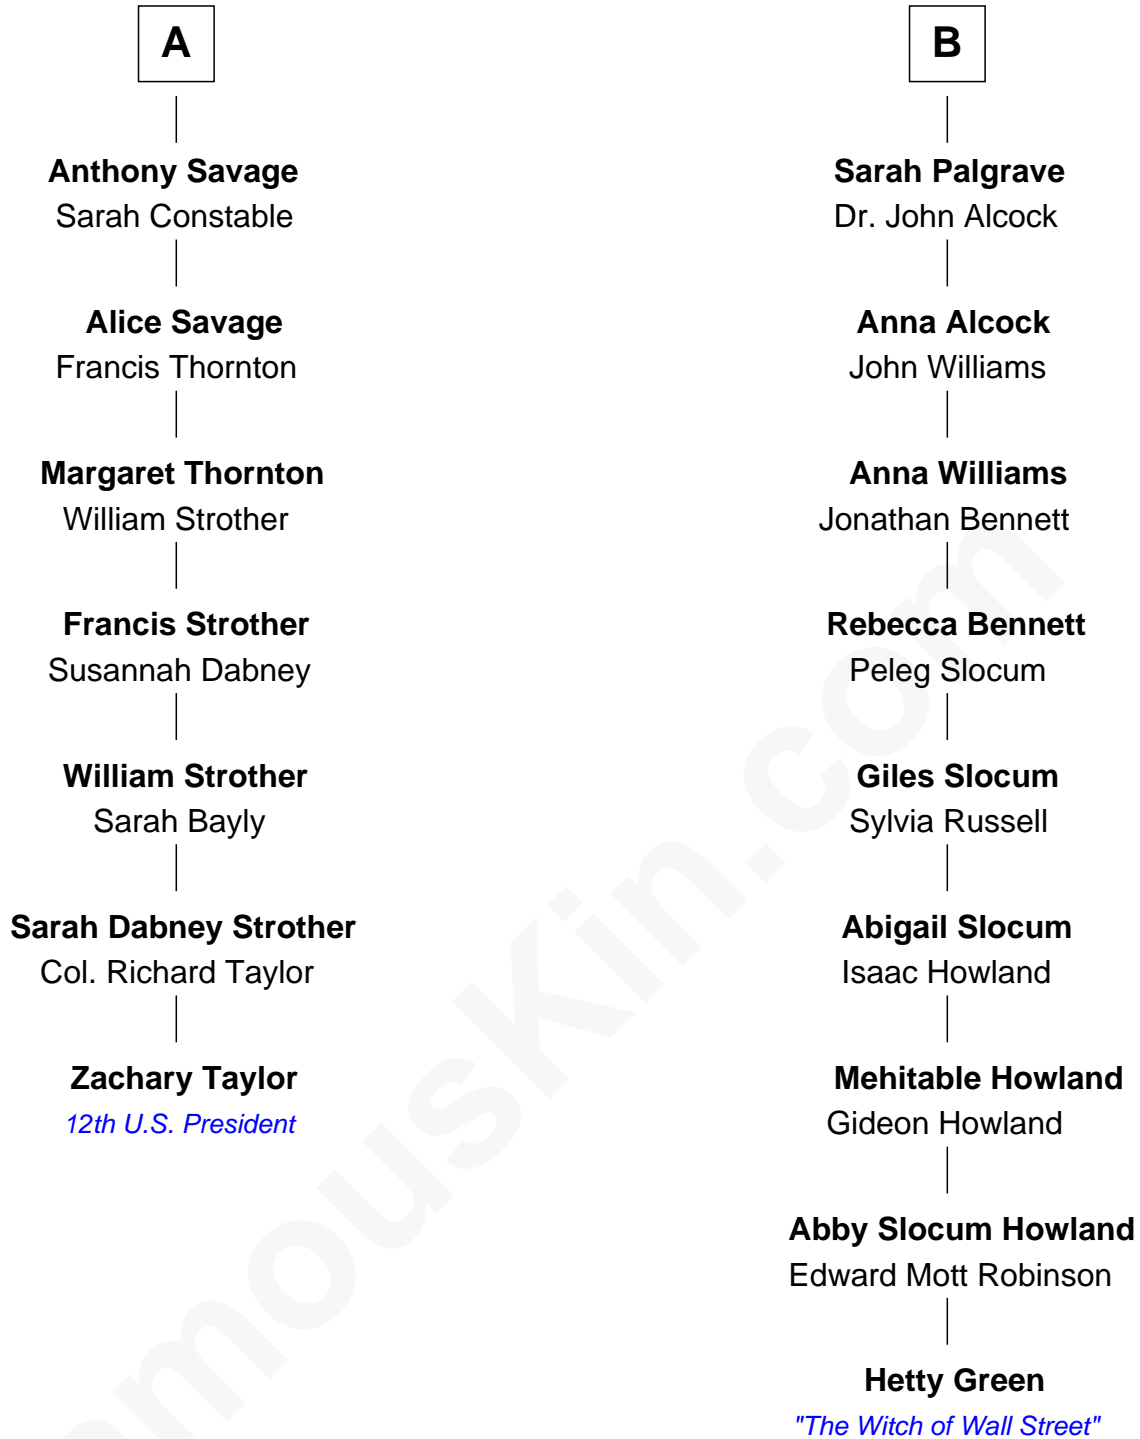 A
Anthony Savage
Sarah Constable
Alice Savage
Francis Thornton
Margaret Thornton
William Strother
Francis Strother
Susannah Dabney
William Strother
Sarah Bayly
Sarah Dabney Strother
Col. Richard Taylor
Zachary Taylor
12th U.S. President
B
Sarah Palgrave
Dr. John Alcock
Anna Alcock
John Williams
Anna Williams
Jonathan Bennett
Rebecca Bennett
Peleg Slocum
Giles Slocum
Sylvia Russell
Abigail Slocum
Isaac Howland
Mehitable Howland
Gideon Howland
Abby Slocum Howland
Edward Mott Robinson
Hetty Green
"The Witch of Wall Street"
amousKin.com